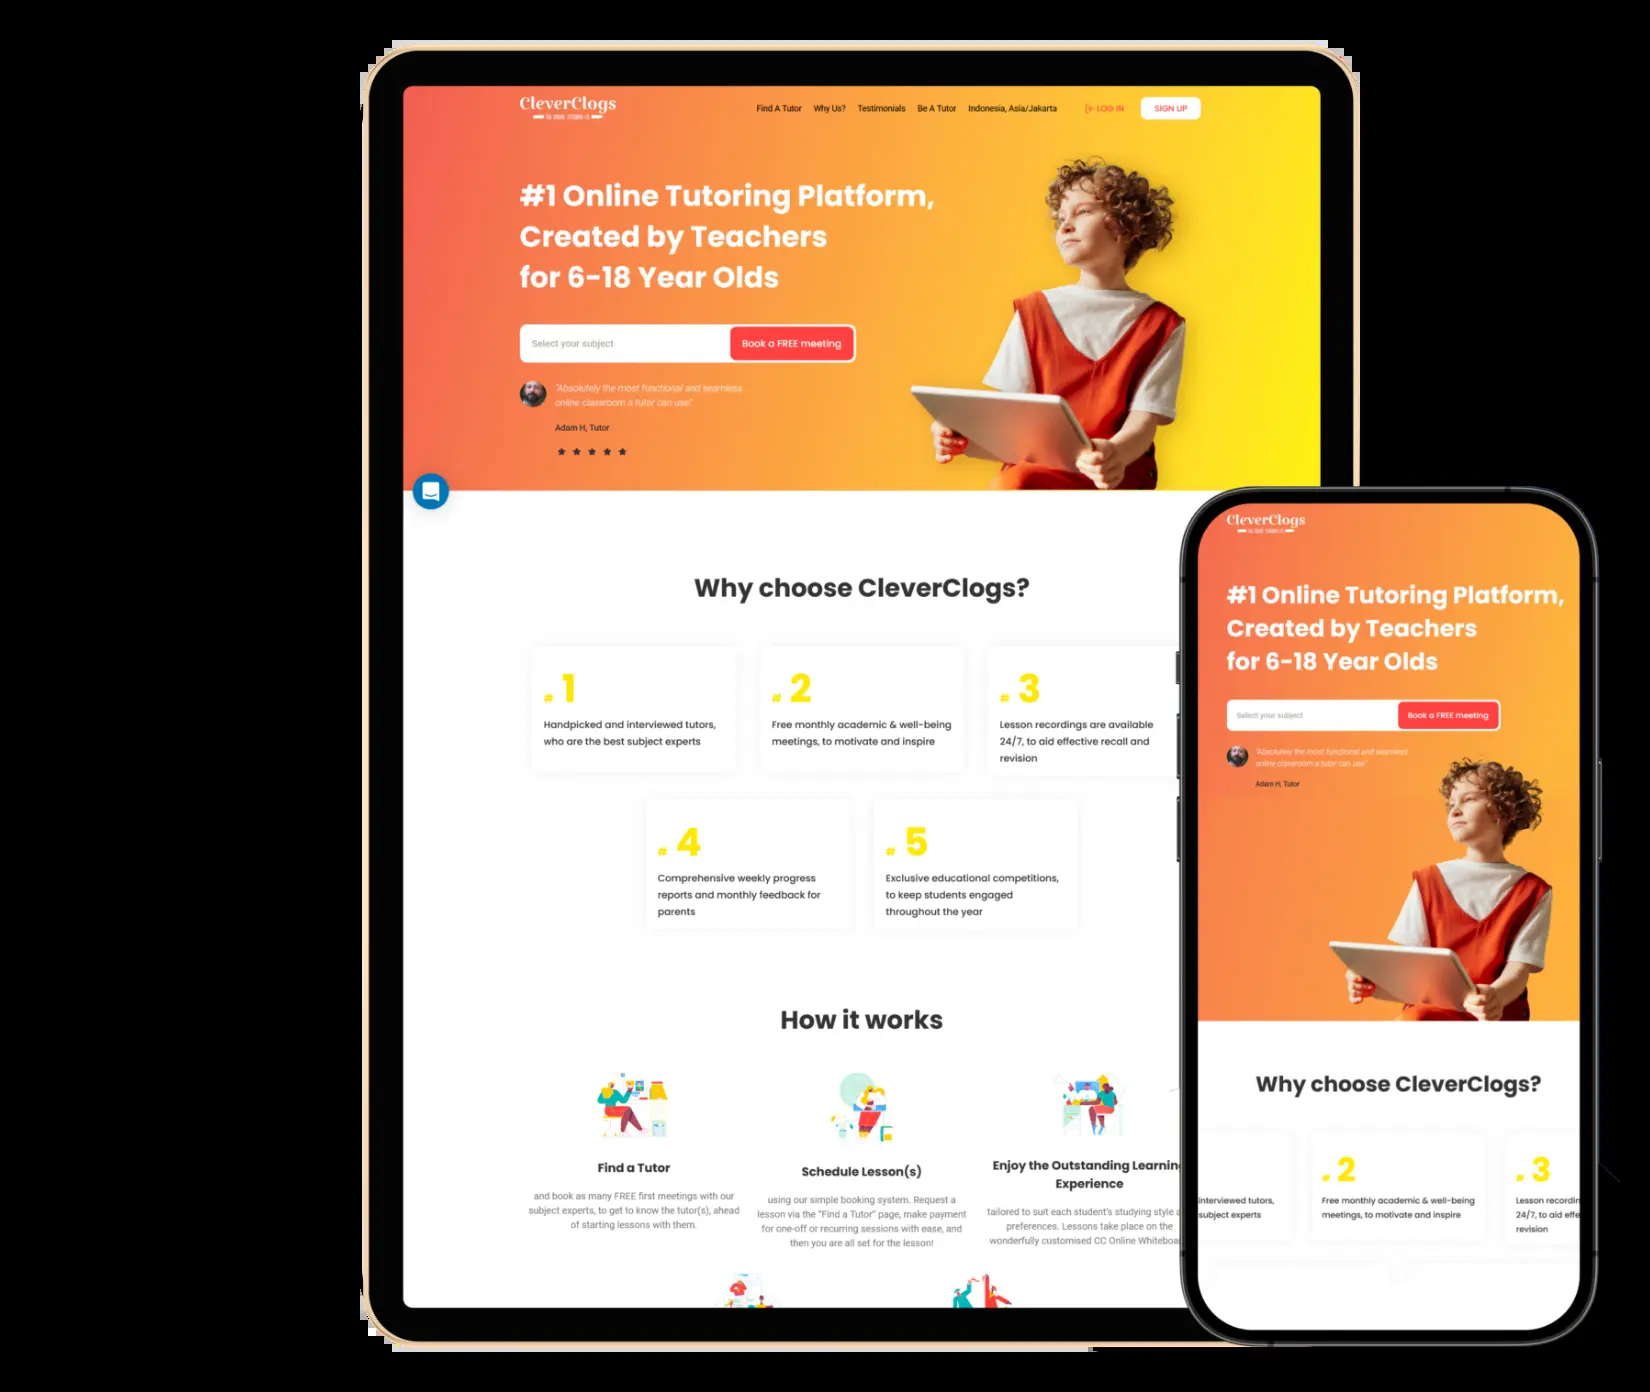 CleverClogs
Find A Tutor Why Us? Testimonials Be A Tutor Indonesia, Asia/Jakarta LOG IN SIGN UP
#1 Online Tutoring Platform,
Created by Teachers
for 6-18 Year Olds
Select your subject Book a FREE meeting
"Absolutely the most functional and seamless
online classroom a tutor can use"
Adam H, Tutor
Why choose CleverClogs?
# 1
Handpicked and interviewed tutors,
who are the best subject experts
# 2
Free monthly academic & well-being
meetings, to motivate and inspire
# 3
Lesson recordings are available
24/7, to aid effective recall and
revision
# 4
Comprehensive weekly progress
reports and monthly feedback for
parents
# 5
Exclusive educational competitions,
to keep students engaged
throughout the year
How it works
Find a Tutor
and book as many FREE first meetings with our
subject experts, to get to know the tutor(s), ahead
of starting lessons with them.
Schedule Lesson(s)
using our simple booking system. Request a
lesson via the "Find a Tutor" page, make payment
for one-off or recurring sessions with ease, and
then you are all set for the lesson!
Enjoy the Outstanding Learning
Experience
tailored to suit each student's studying style
preferences. Lessons take place on the
wonderfully customised CC Online Whiteboa
CleverClogs
#1 Online Tutoring Platform,
Created by Teachers
for 6-18 Year Olds
Select your subject Book a FREE meeting
"Absolutely the most functional and seamless
online classroom a tutor can use"
Adam H, Tutor
Why choose CleverClogs?
interviewed tutors,
subject experts
# 2
Free monthly academic & well-being
meetings, to motivate and inspire
# 3
Lesson recordin
24/7, to aid effe
revision